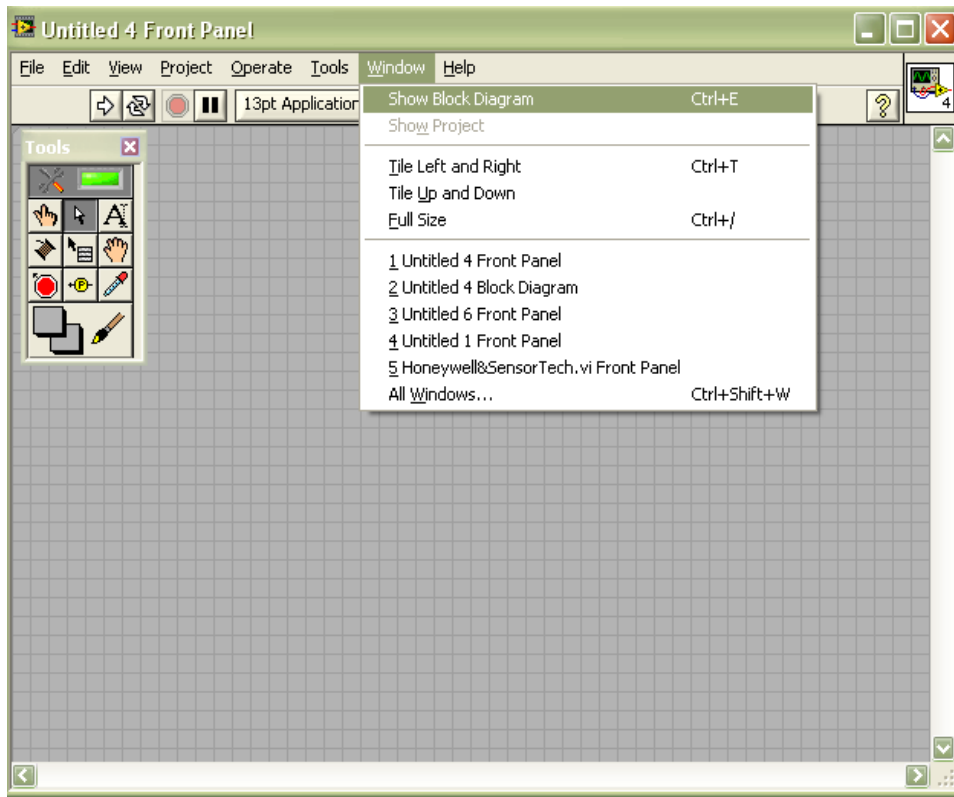 Untitled 4 Front Panel
File Edit View Project Operate Tools Window Help
13pt Application
?
4
Show Block Diagram Ctrl+E
Show Project
Tools
Tile Left and Right Ctrl+T
Tile Up and Down
Full Size Ctrl+/
1 Untitled 4 Front Panel
2 Untitled 4 Block Diagram
3 Untitled 6 Front Panel
4 Untitled 1 Front Panel
5 Honeywell&SensorTech.vi Front Panel
All Windows... Ctrl+Shift+W